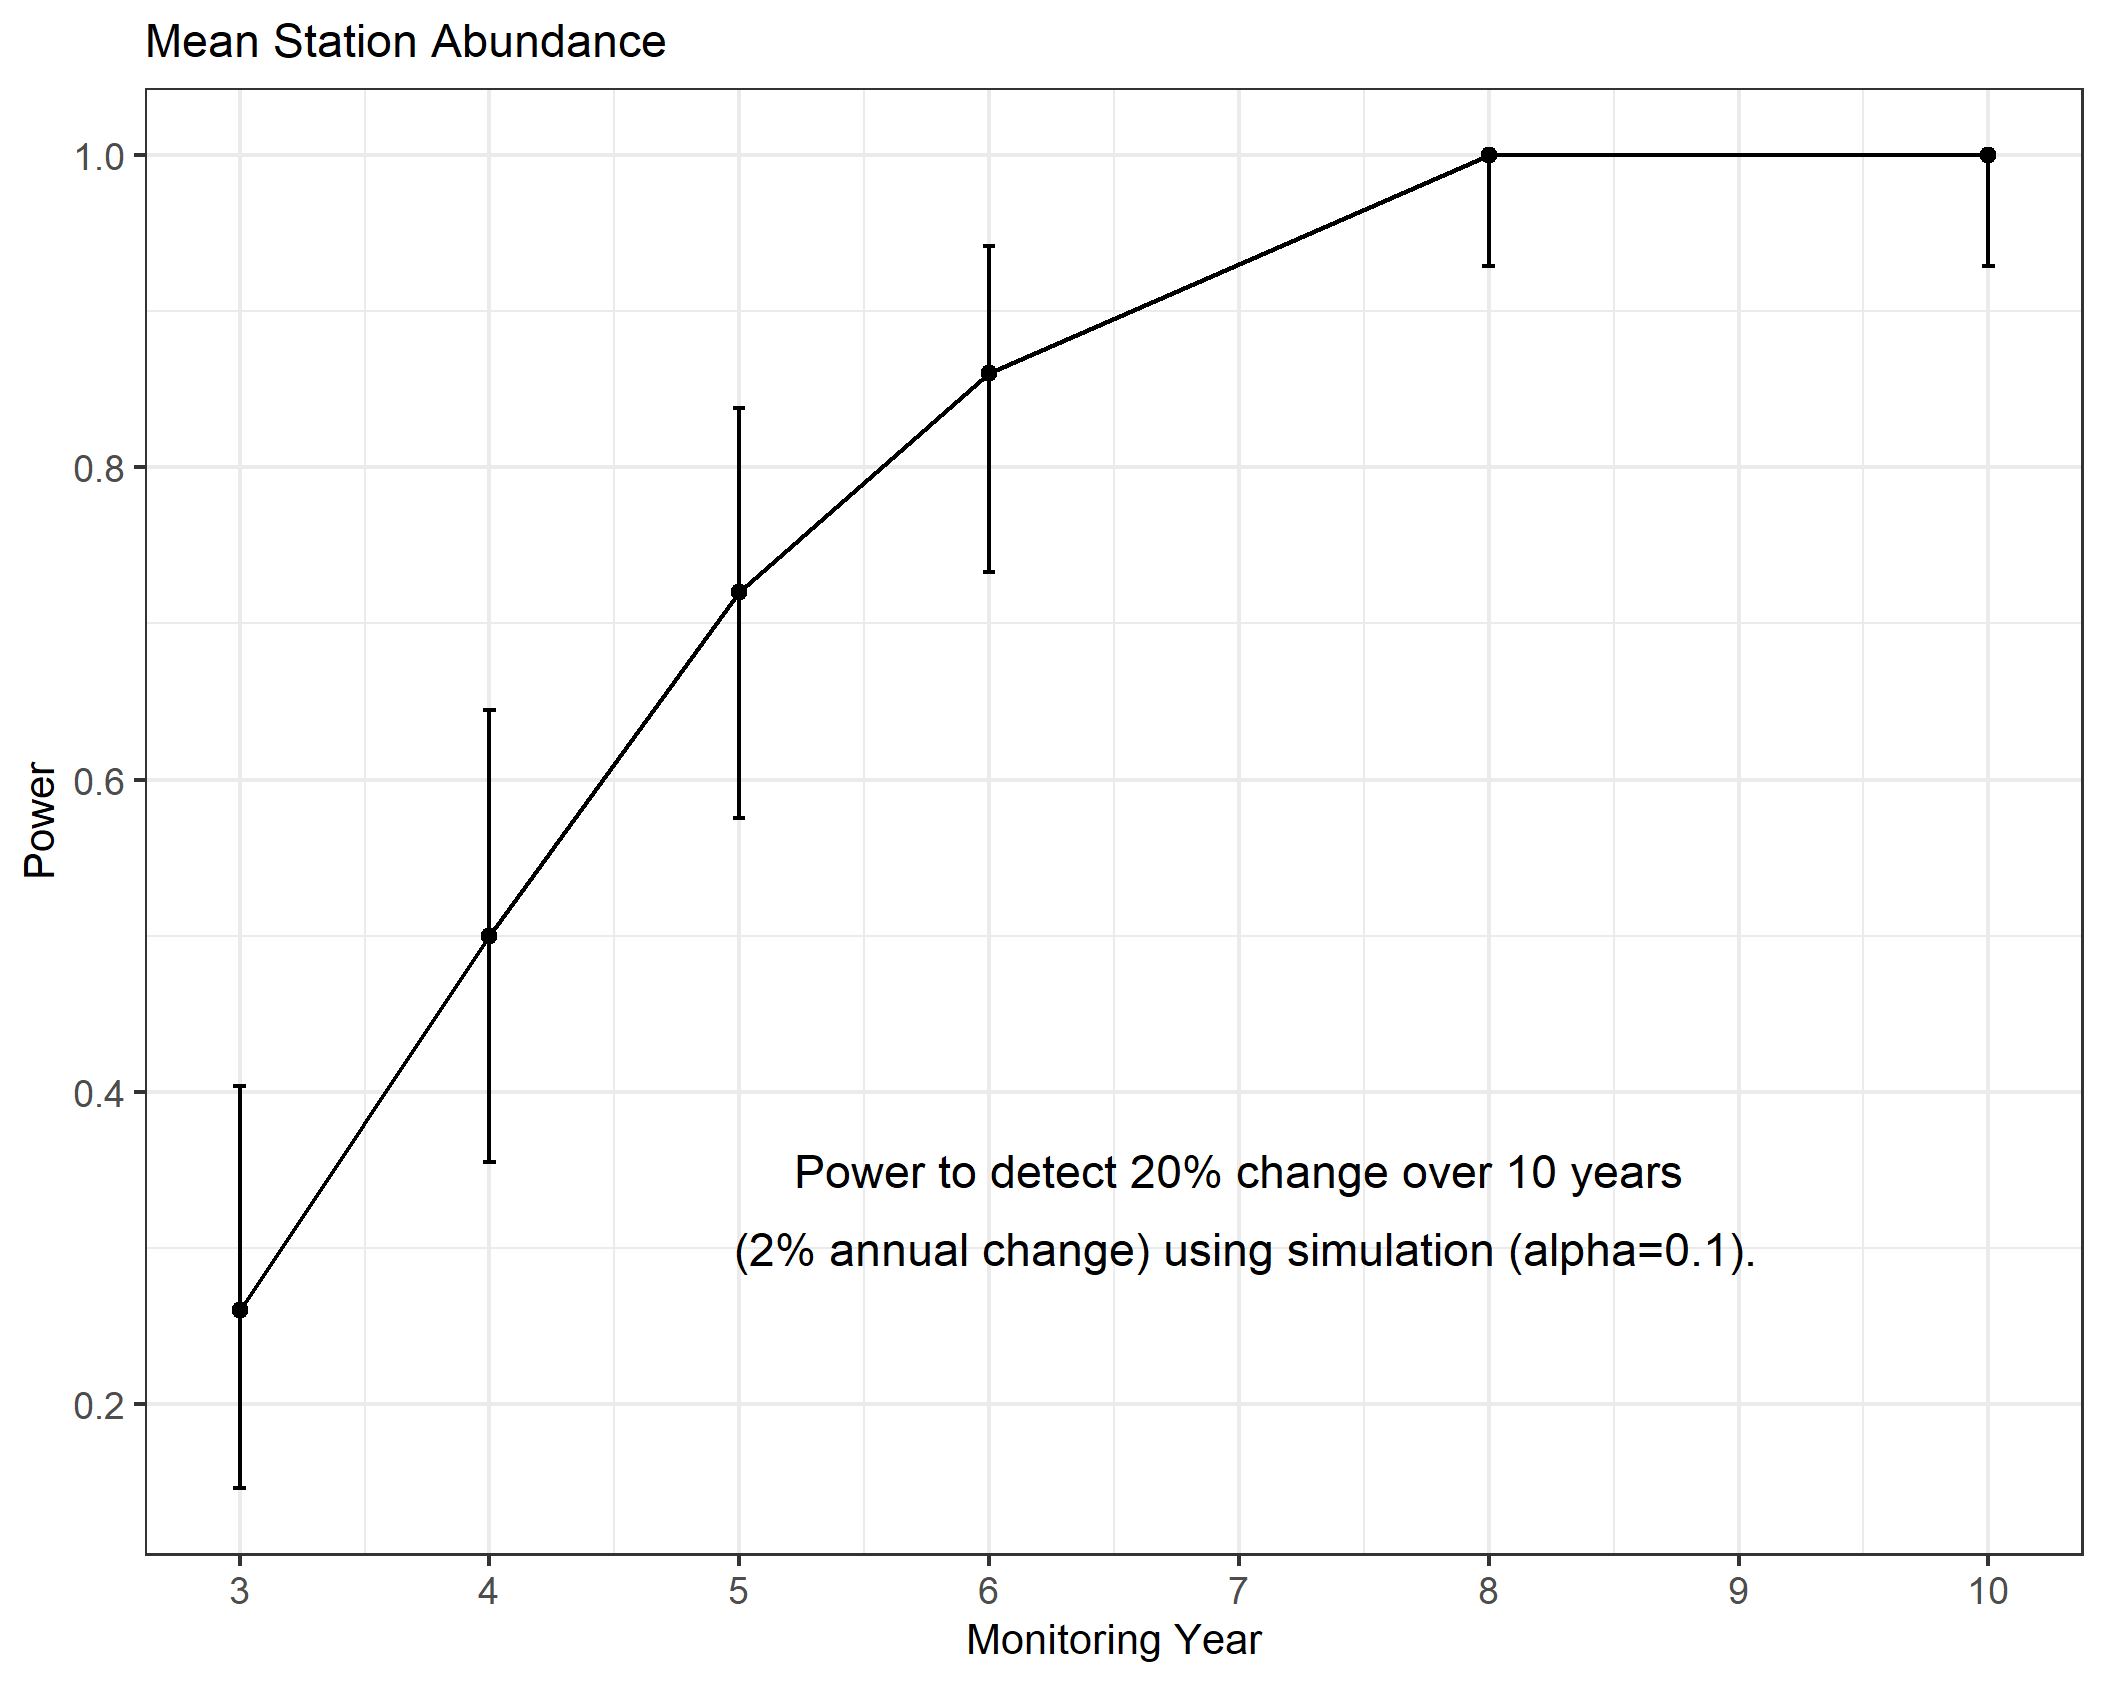 Mean Station Abundance
1.0
0.8
0.6
0.4
0.2
Power
Power to detect 20% change over 10 years
(2% annual change) using simulation (alpha=0.1).
3 4 5 6 7 8 9 10
Monitoring Year